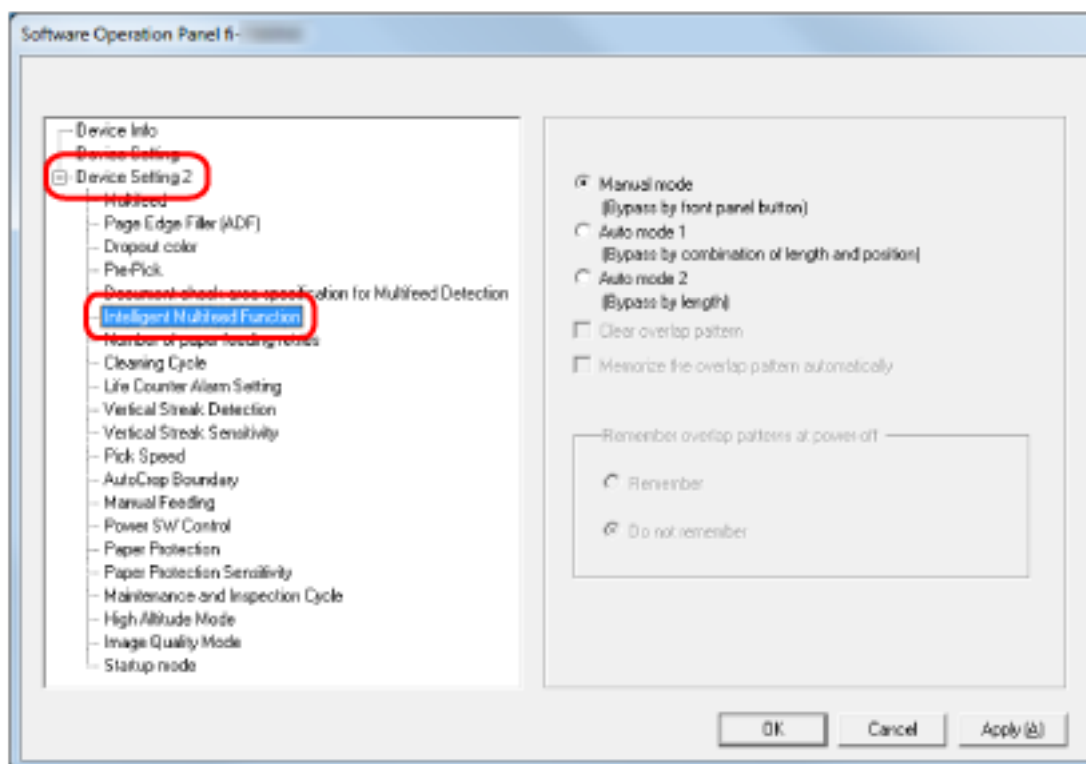 Software Operation Panel fi-
Device Info
Device Setting
Device Setting 2
Multifeed
Page Edge Filler (ADF)
Dropout color
Pre-Pick
Document check area specification for Multifeed Detection
Intelligent Multifeed Function
Number of paper feeding retries
Cleaning Cycle
Life Counter Alarm Setting
Vertical Streak Detection
Vertical Streak Sensitivity
Pick Speed
AutoCrop Boundary
Manual Feeding
Power SW Control
Paper Protection
Paper Protection Sensitivity
Maintenance and Inspection Cycle
High Altitude Mode
Image Quality Mode
Startup mode
Manual mode
(Bypass by front panel button)
Auto mode 1
(Bypass by combination of length and position)
Auto mode 2
(Bypass by length)
Clear overlap pattern
Memorize the overlap pattern automatically
Remember overlap patterns at power off
Remember
Do not remember
OK
Cancel
Apply (A)